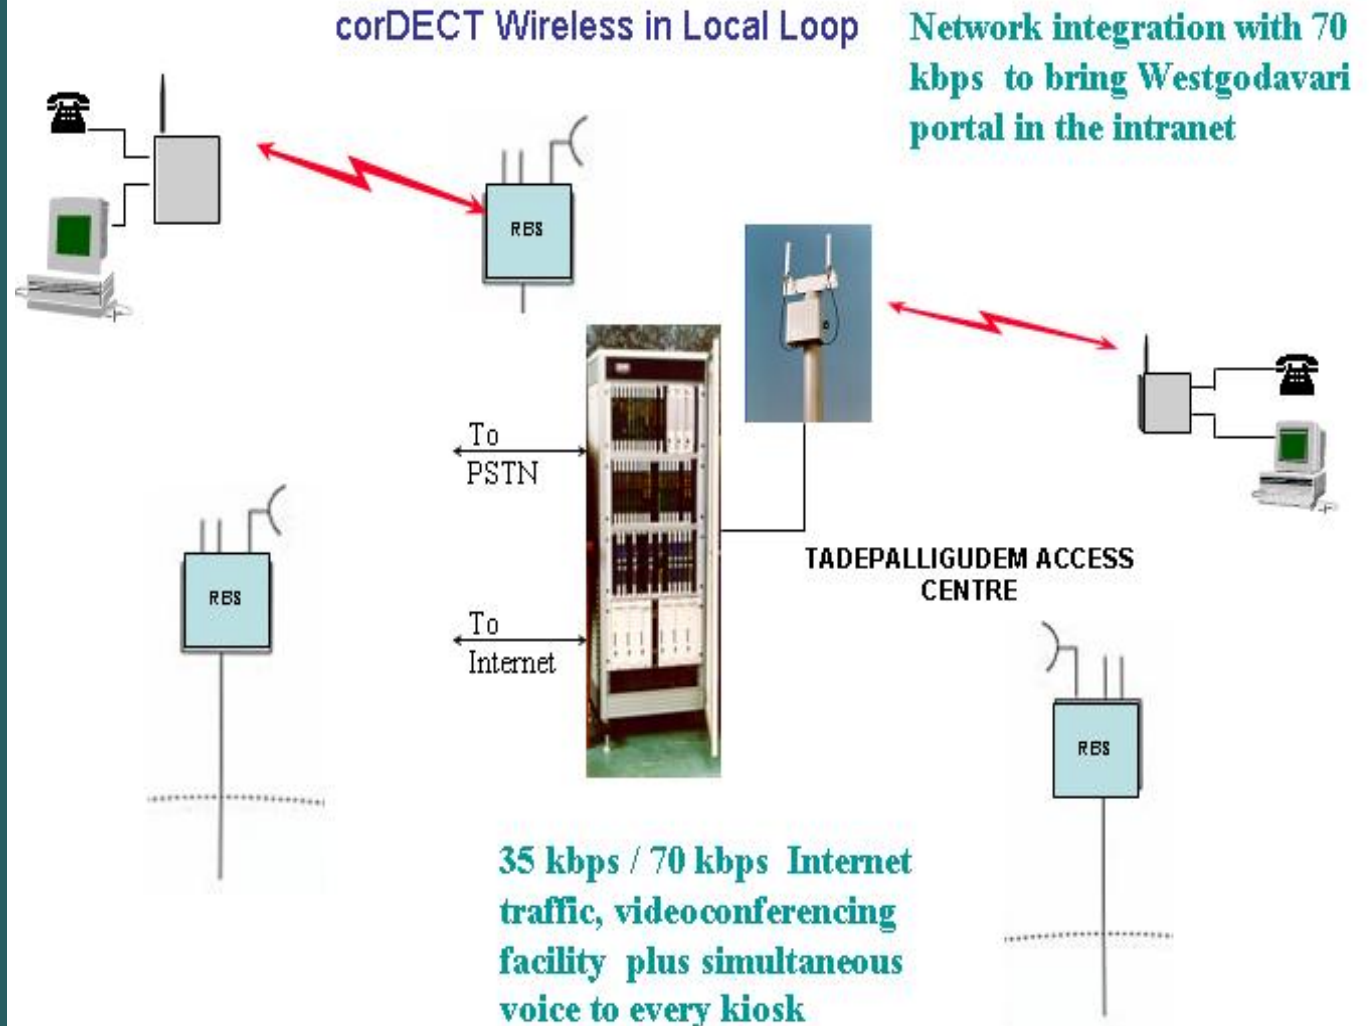 corDECT Wireless in Local Loop
Network integration with 70
kbps to bring Westgodavari
portal in the intranet
RBS
To
PSTN
RBS
TADEPALLIGUDEM ACCESS
CENTRE
To
Internet
RBS
35 kbps / 70 kbps Internet
traffic, videoconferencing
facility plus simultaneous
voice to every kiosk